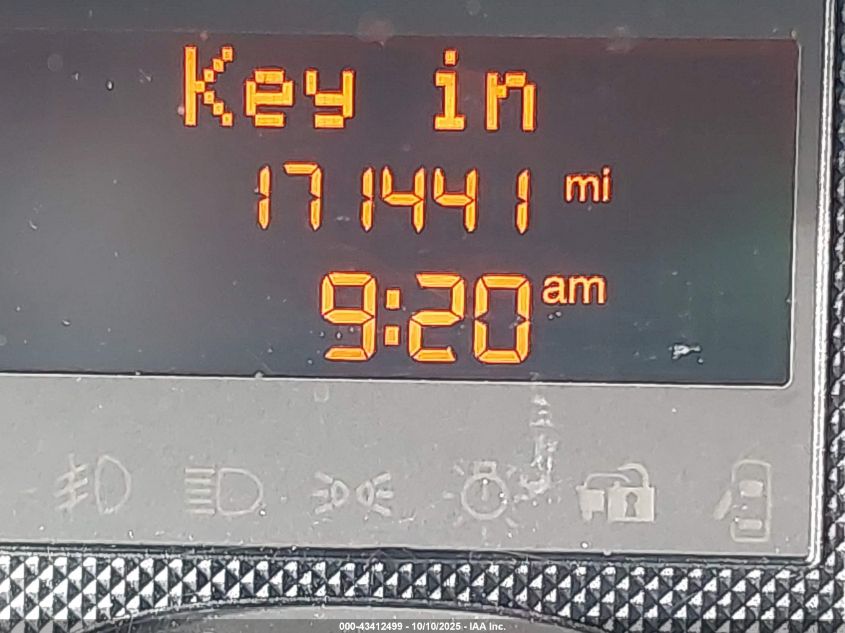 Key in
171441 mi
9:20 am
000-43412499 - 10/10/2025 - IAA Inc.